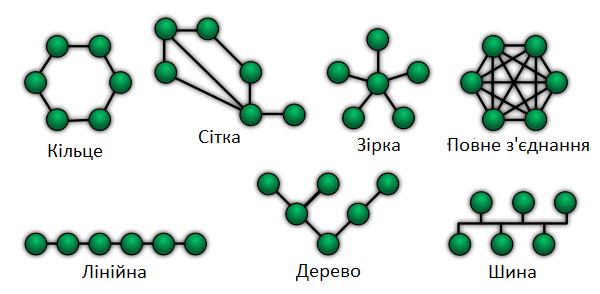 Кільце
Сітка
Зірка
Повне з'єднання
Лінійна
Дерево
Шина